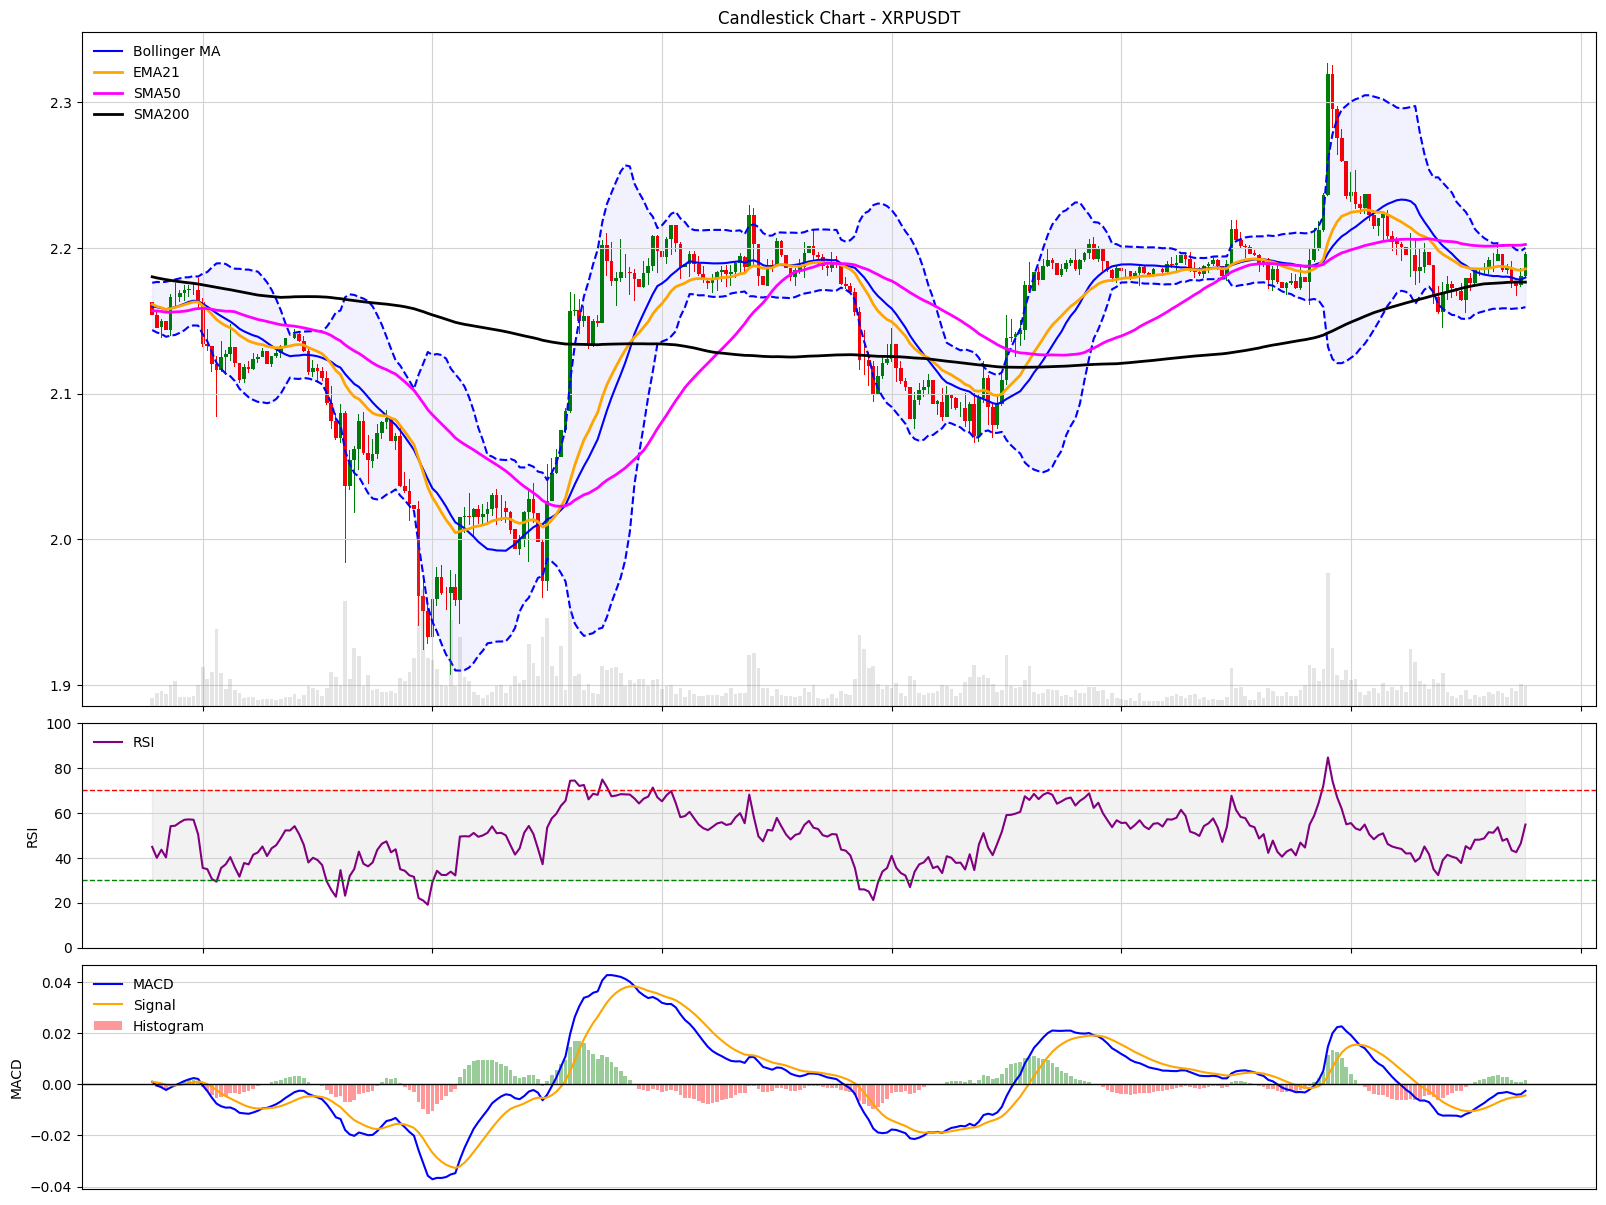 Candlestick Chart - XRPUSDT
Bollinger MA
EMA21
SMA50
SMA200
2.3
2.2
2.1
2.0
1.9
RSI
100
80
60
40
20
0
RSI
MACD
Signal
Histogram
0.04
0.02
0.00
−0.02
−0.04
MACD